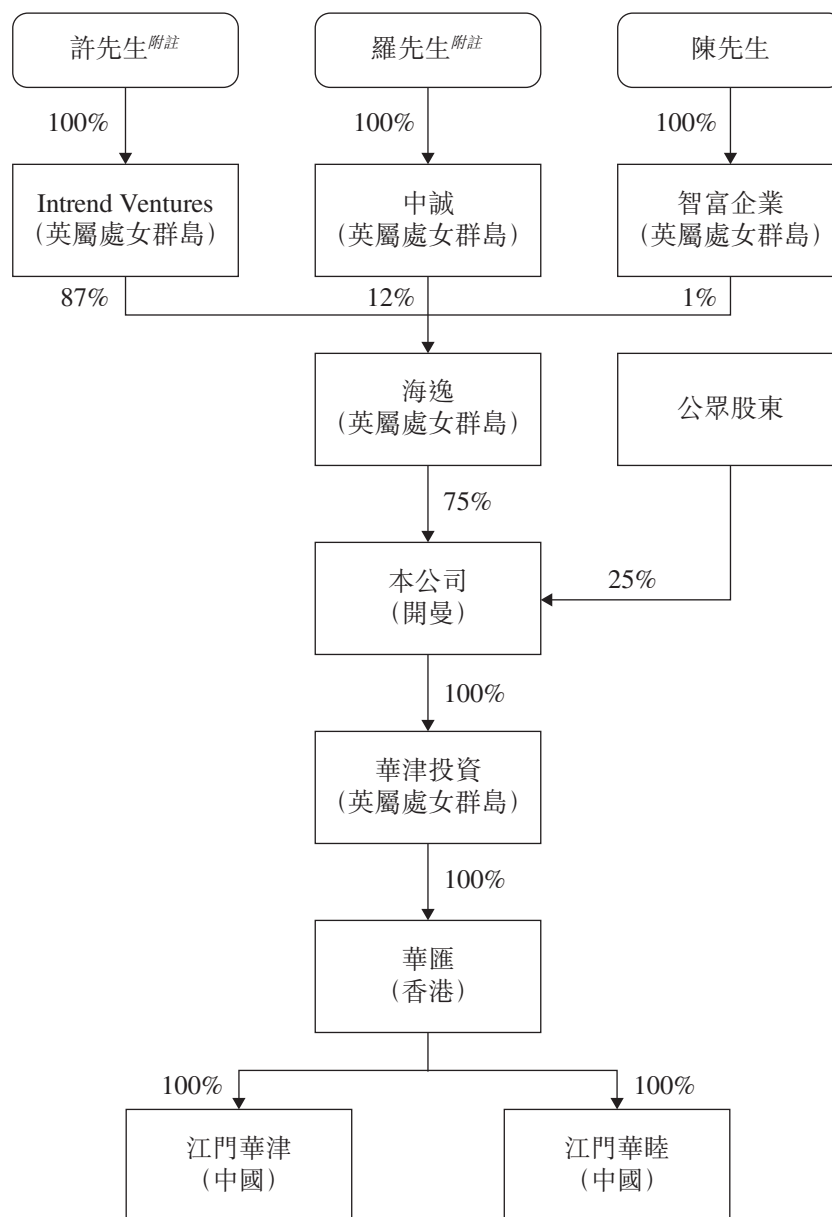 許先生附註
羅先生附註
陳先生
100%
100%
100%
Intrend Ventures
（英屬處女群島）
中誠
（英屬處女群島）
智富企業
（英屬處女群島）
87%
12%
1%
海逸
（英屬處女群島）
公眾股東
75%
本公司
（開曼）
25%
100%
華津投資
（英屬處女群島）
100%
華匯
（香港）
100%
100%
江門華津
（中國）
江門華睦
（中國）